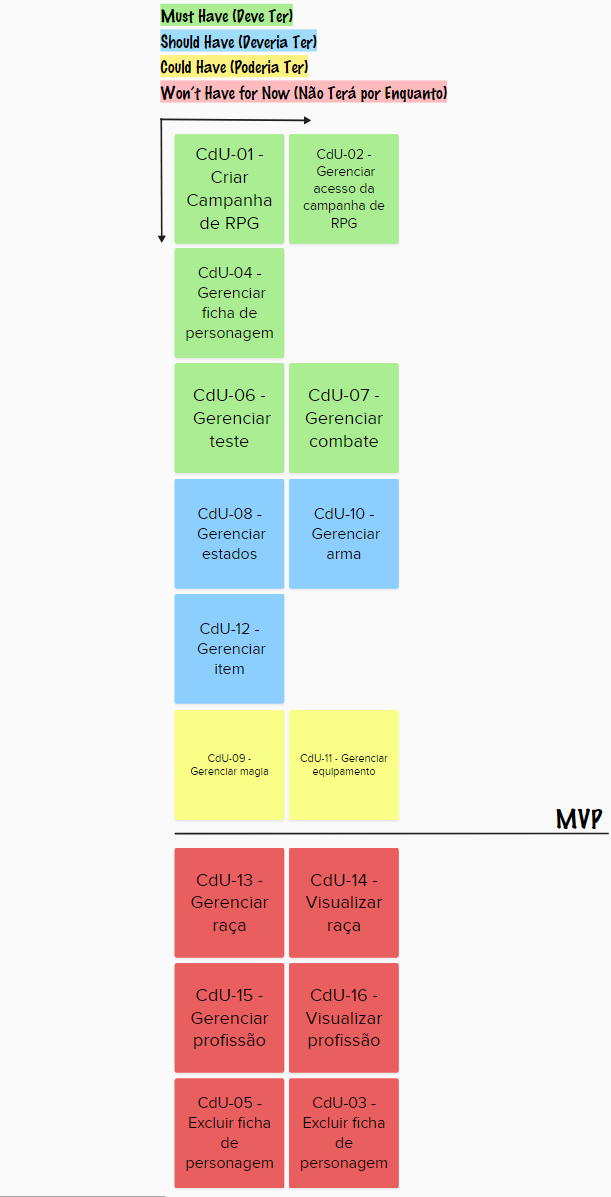 Must Have (Deve Ter)
Should Have (Deveria Ter)
Could Have (Poderia Ter)
Won't Have for Now (Não Terá por Enquanto)
CdU-01 -
Criar
Campanha
de RPG
CdU-02 -
Gerenciar
acesso da
campanha de
RPG
CdU-04 -
Gerenciar
ficha de
personagem
CdU-06 -
Gerenciar
teste
CdU-07 -
Gerenciar
combate
CdU-08 -
Gerenciar
estados
CdU-10 -
Gerenciar
arma
CdU-12 -
Gerenciar
item
CdU-09 -
Gerenciar magia
CdU-11 - Gerenciar
equipamento
MVP
CdU-13 -
Gerenciar
raça
CdU-14 -
Visualizar
raça
CdU-15 -
Gerenciar
profissão
CdU-16 -
Visualizar
profissão
CdU-05 -
Excluir ficha
de
personagem
CdU-03 -
Excluir ficha
de
personagem